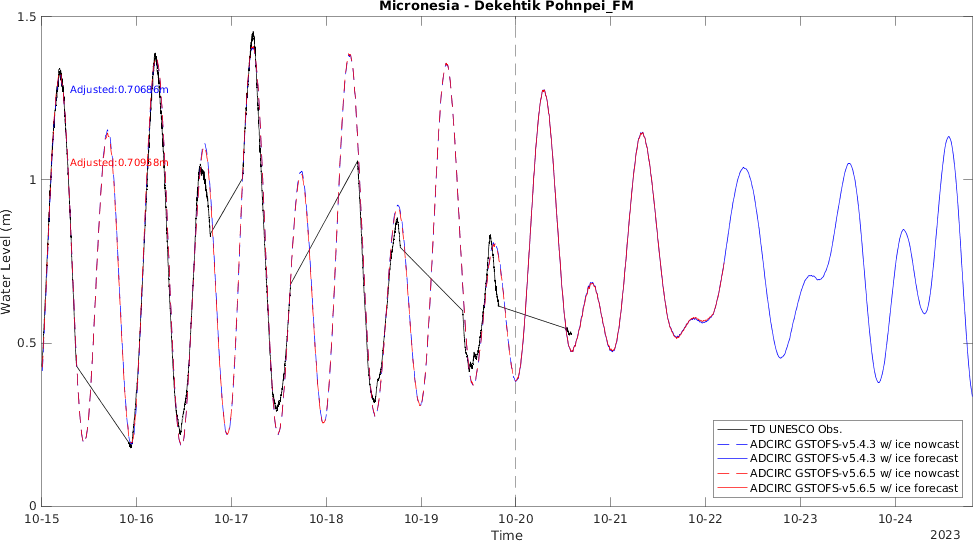 Micronesia - Dekehtik Pohnpei_FM
1.5
Adjusted:0.70686m
Adjusted:0.70958m
1
Water Level (m)
0.5
TD UNESCO Obs.
ADCIRC GSTOFS-v5.4.3 w/ ice nowcast
ADCIRC GSTOFS-v5.4.3 w/ ice forecast
ADCIRC GSTOFS-v5.6.5 w/ ice nowcast
ADCIRC GSTOFS-v5.6.5 w/ ice forecast
0
10-15 10-16 10-17 10-18 10-19 10-20 10-21 10-22 10-23 10-24
Time
2023